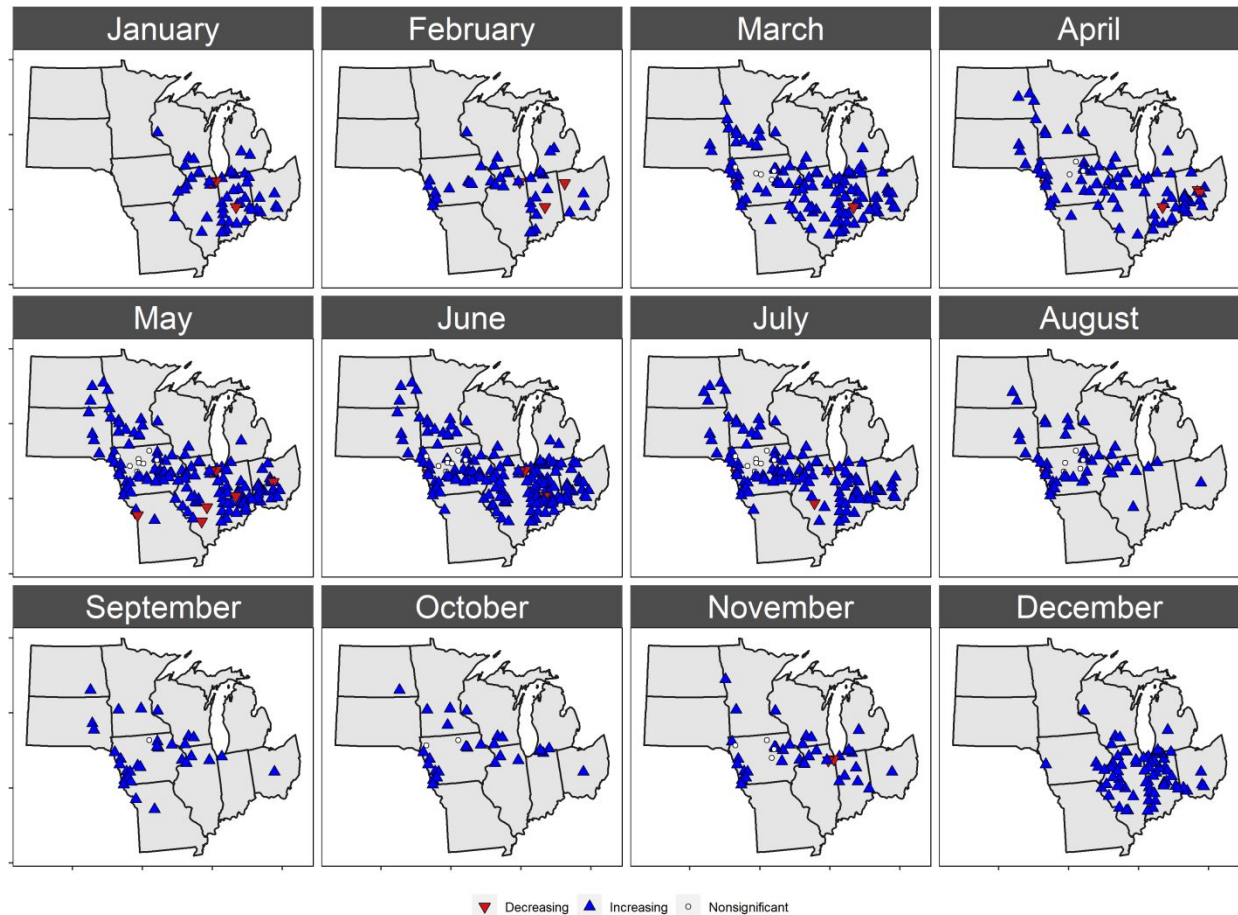 January
February
March
April
May
June
July
August
September
October
November
December
Decreasing
Increasing
Nonsignificant